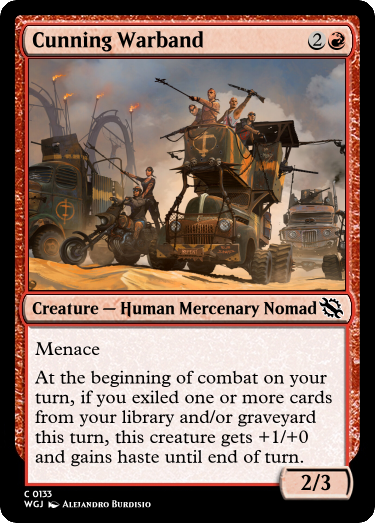 Cunning Warband 2
Creature — Human Mercenary Nomad
Menace
At the beginning of combat on your
turn, if you exiled one or more cards
from your library and/or graveyard
this turn, this creature gets +1/+0
and gains haste until end of turn.
2/3
C 0133
WGJ Alejandro Burdisio